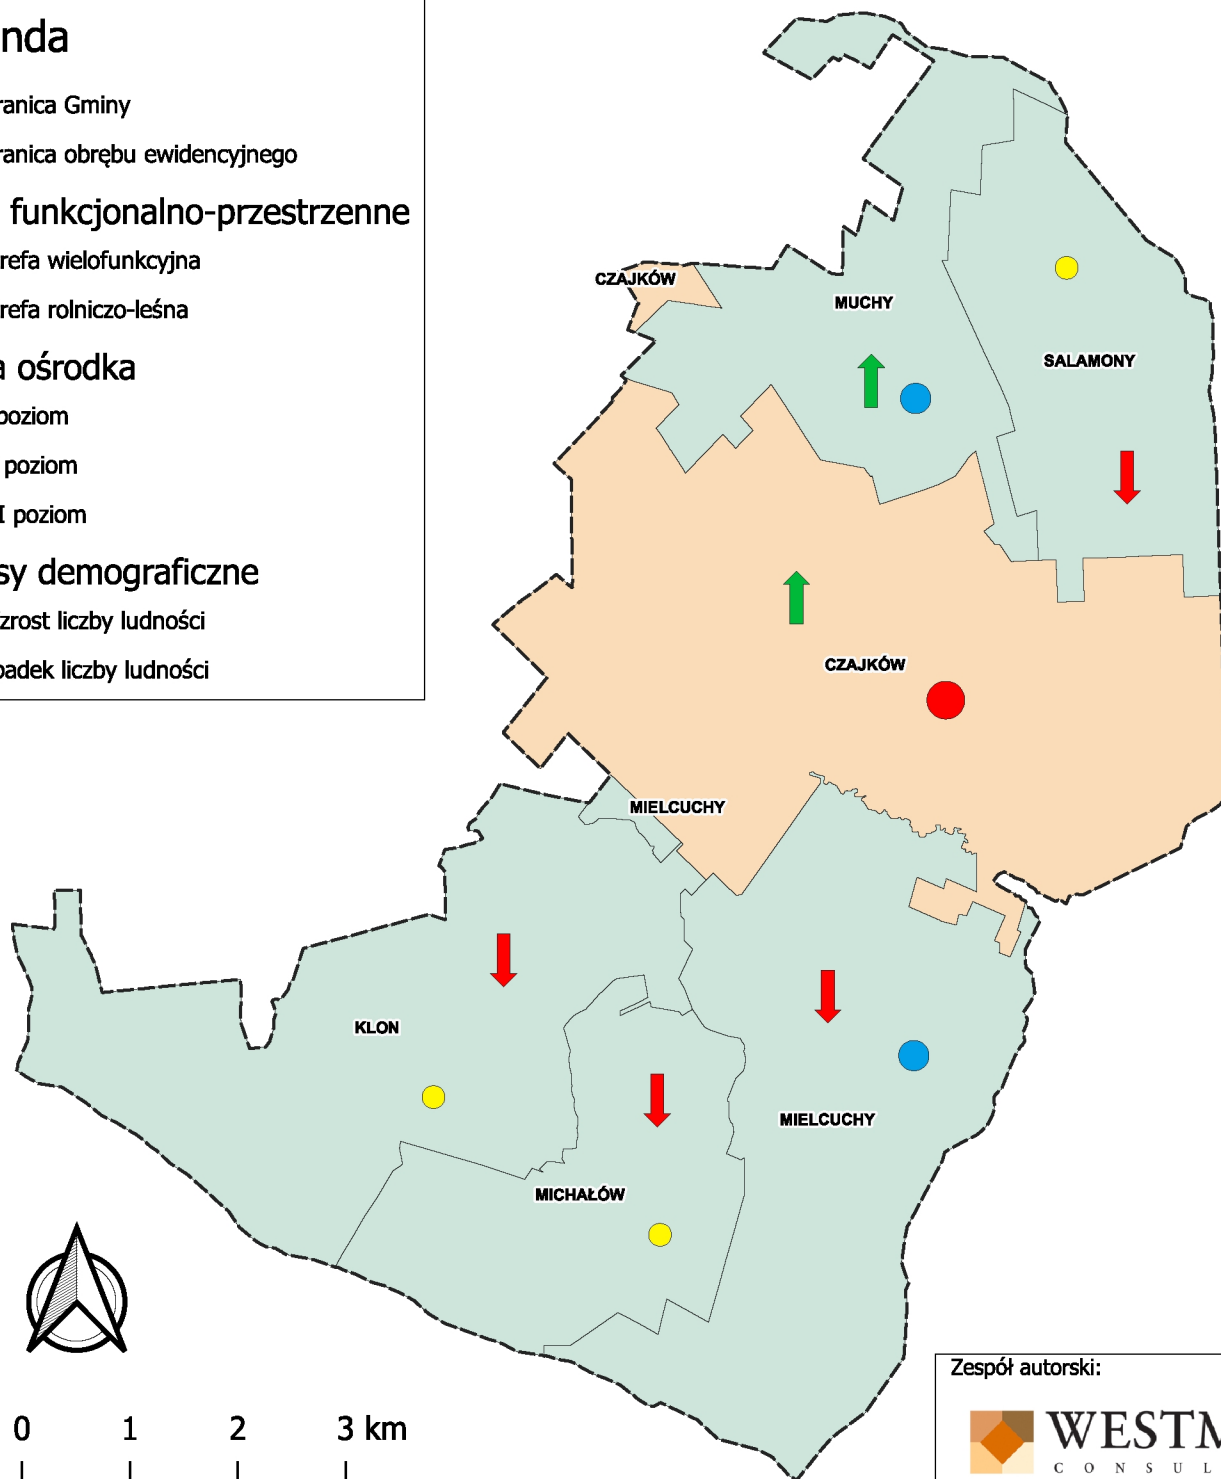 nda
ranica Gminy
ranica obrębu ewidencyjnego
funkcjonalno-przestrzenne
refa wielofunkcyjna
refa rolniczo-leśna
a ośrodka
poziom
poziom
I poziom
sy demograficzne
zrost liczby ludności
padek liczby ludności
CZAJKÓW
MUCHY
SALAMONY
CZAJKÓW
MIELCUCHY
KLON
MIELCUCHY
MICHAŁÓW
0 1 2 3 km
Zespół autorski:
WESTM
CONSUL